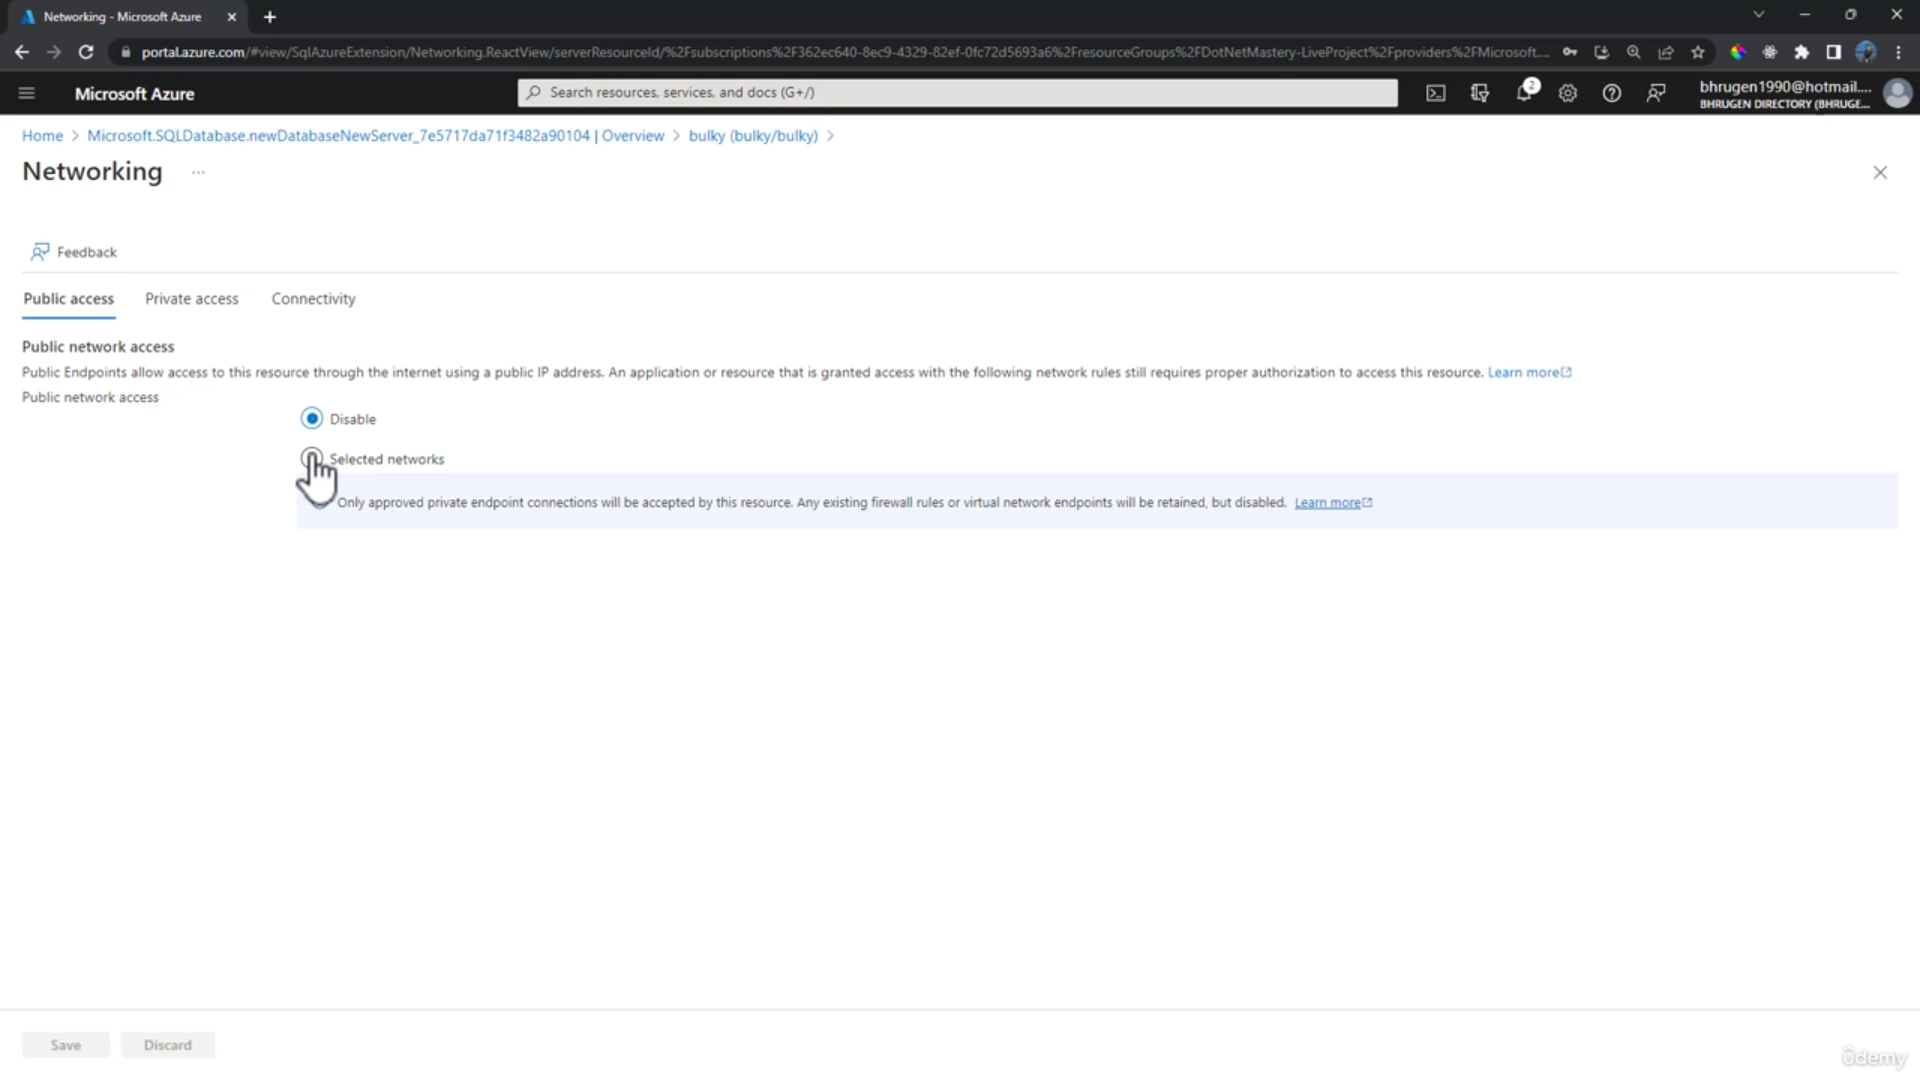 Networking - Microsoft Azure
portal.azure.com/#view/SqlAzureExtension/Networking.ReactView/serverResourceId/%2Fsubscriptions%2F362ec640-8ec9-4329-82ef-0fc72d5693a6%2FresourceGroups%2FDotNetMastery-LiveProject%2Fproviders%2FMicrosoft....
Microsoft Azure
Search resources, services, and docs (G+/)
2
bhrugen1990@hotmail....
BHRUGEN DIRECTORY (BHRUGE...
Home > Microsoft.SQLDatabase.newDatabaseNewServer_7e5717da71f3482a90104 | Overview > bulky (bulky/bulky) >
Networking ...
Feedback
Public access Private access Connectivity
Public network access
Public Endpoints allow access to this resource through the internet using a public IP address. An application or resource that is granted access with the following network rules still requires proper authorization to access this resource. Learn more
Public network access
Disable
Selected networks
Only approved private endpoint connections will be accepted by this resource. Any existing firewall rules or virtual network endpoints will be retained, but disabled. Learn more
Save Discard
ûdemy